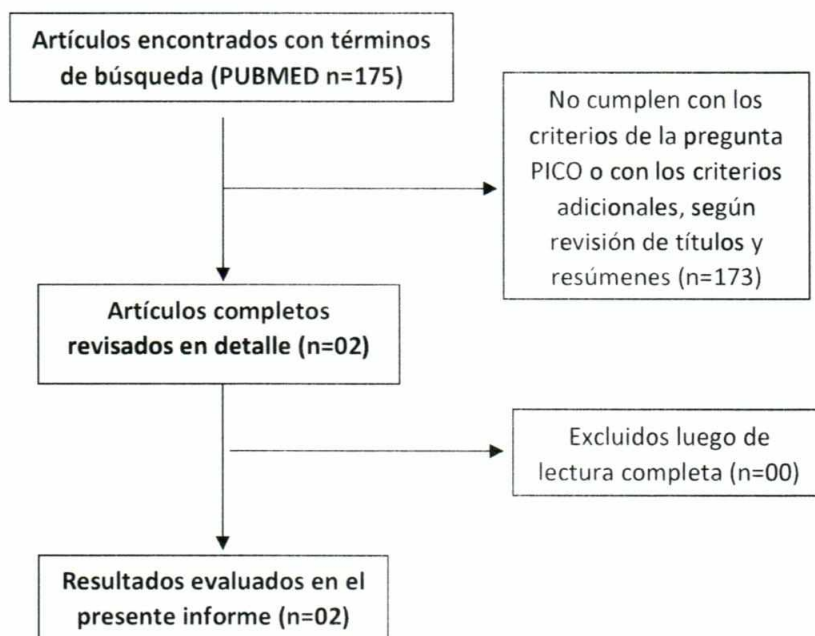 Artículos encontrados con términos
de búsqueda (PUBMED n=175)
No cumplen con los
criterios de la pregunta
PICO o con los criterios
adicionales, según
revisión de títulos y
resúmenes (n=173)
Artículos completos
revisados en detalle (n=02)
Excluidos luego de
lectura completa (n=00)
Resultados evaluados en el
presente informe (n=02)